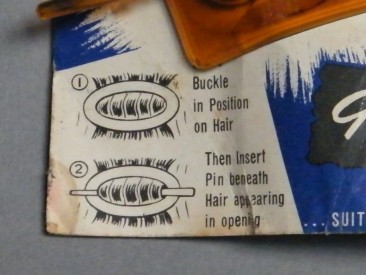 1
Buckle
in Position
on Hair
2
Then Insert
Pin beneath
Hair appearing
in opening
...SUIT